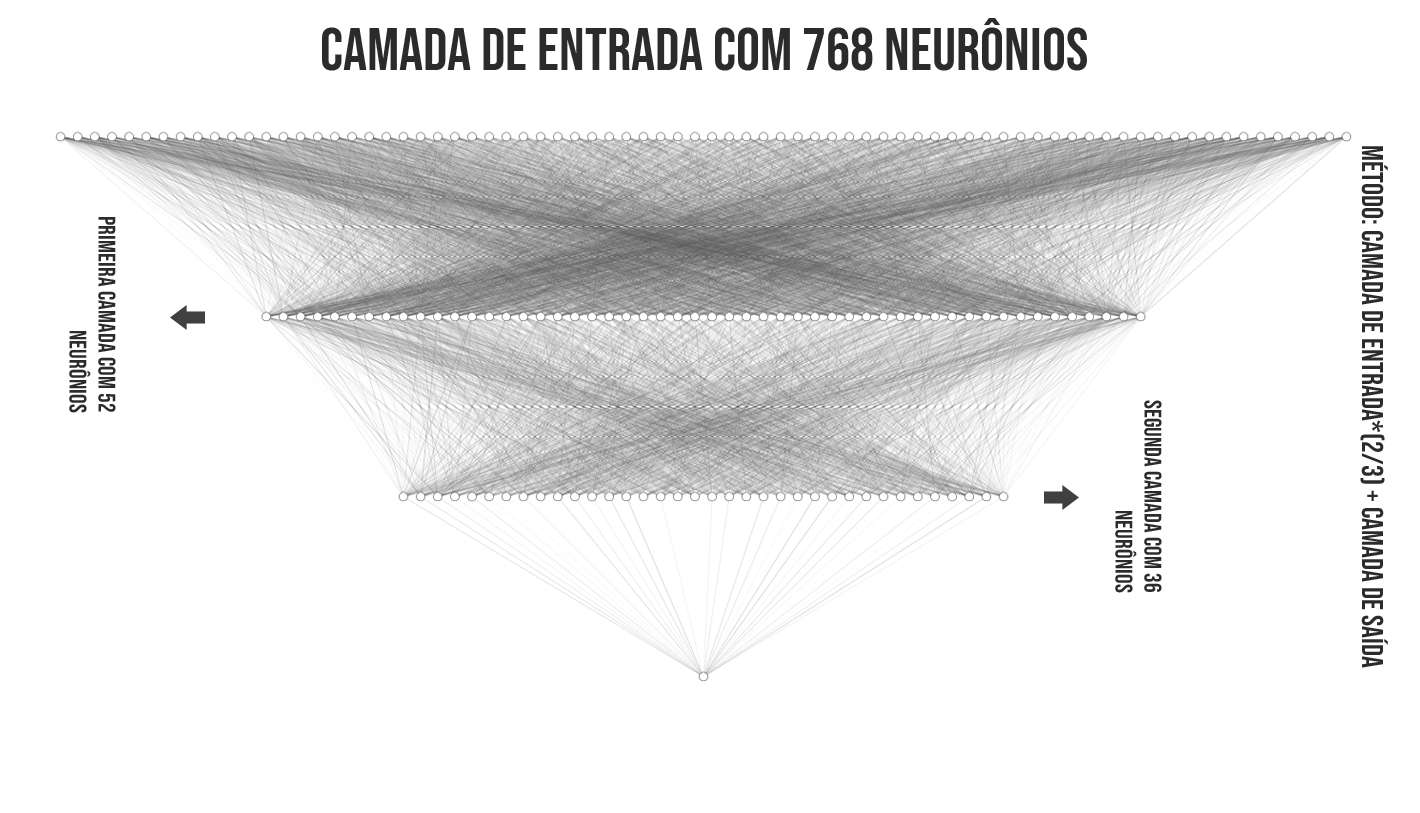 MÉTODO: CAMADA DE ENTRADA*(2/3) + CAMADA DE SAÍDA
CAMADA DE ENTRADA COM 768 NEURÔNIOS
SEGUNDA CAMADA COM 36
NEURÔNIOS
PRIMEIRA CAMADA COM 52
NEURÔNIOS